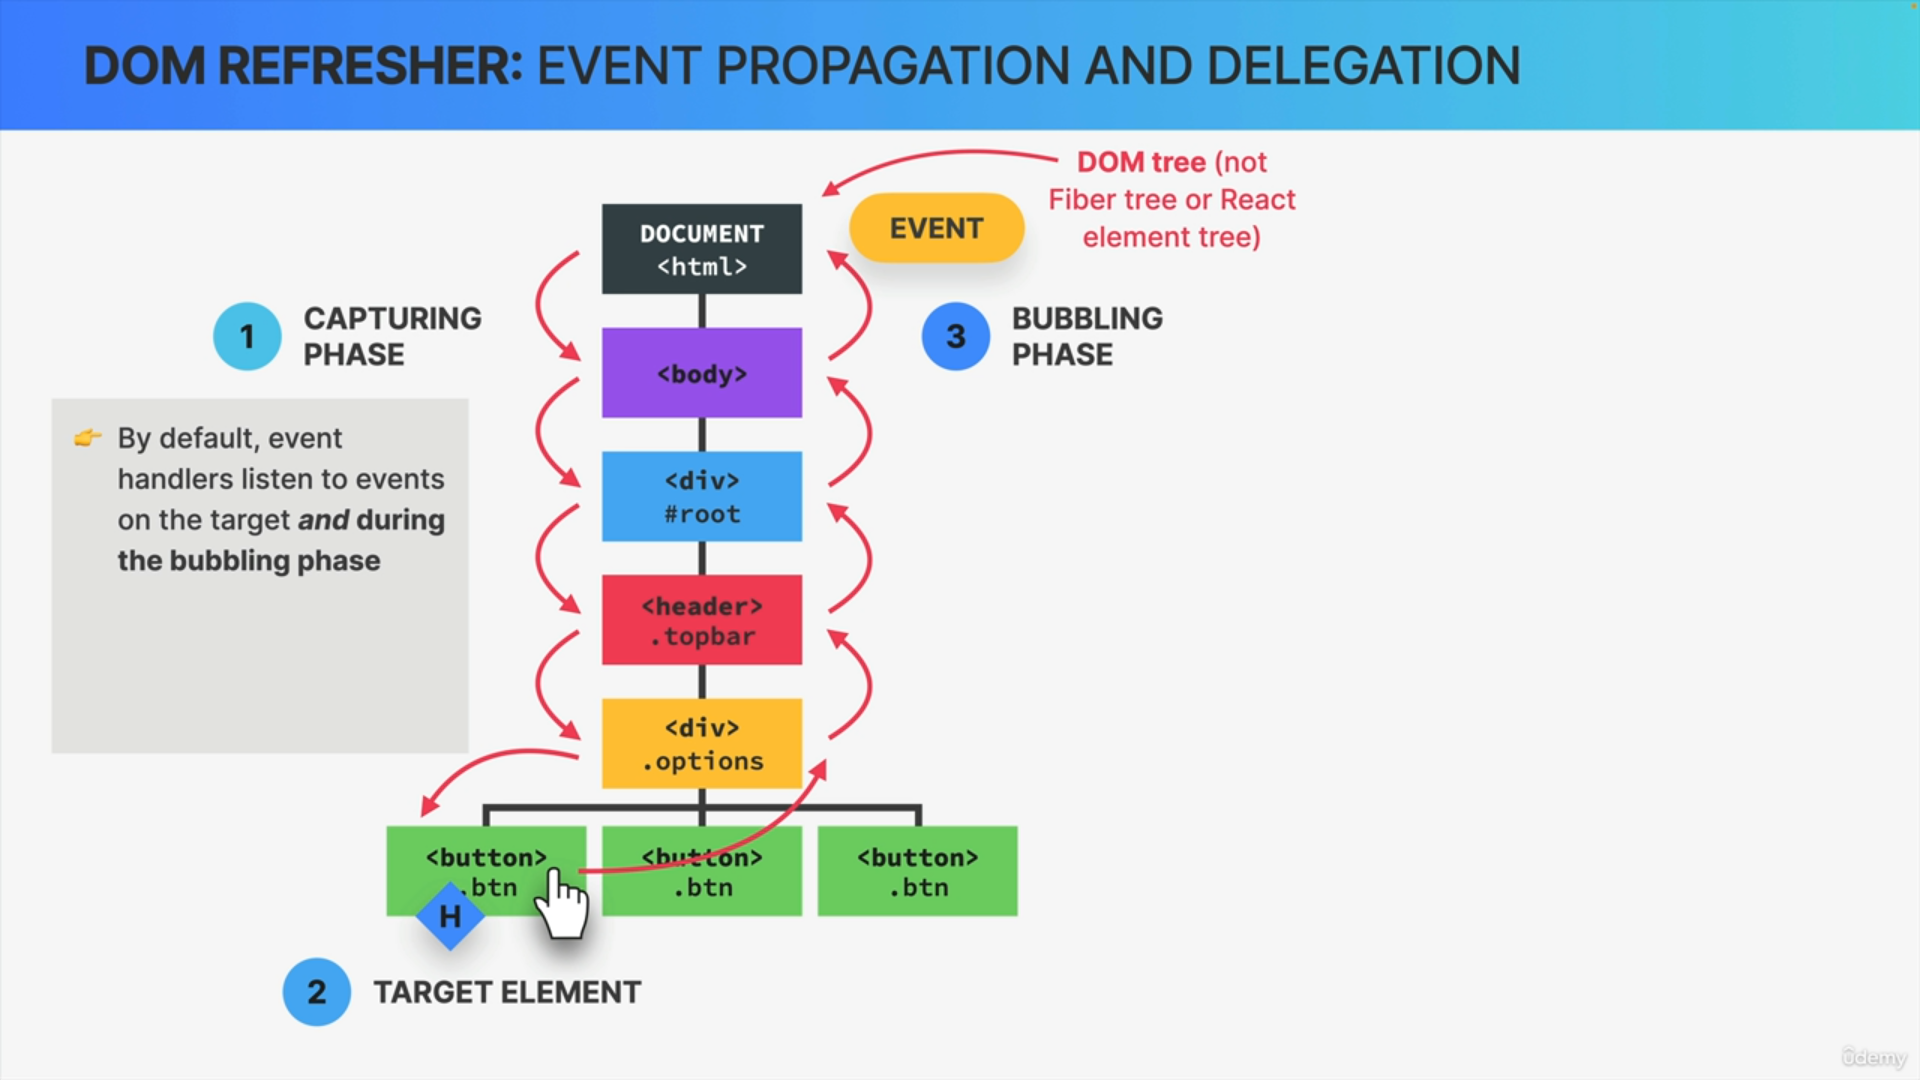 DOM REFRESHER: EVENT PROPAGATION AND DELEGATION
DOM tree (not
Fiber tree or React
element tree)
EVENT
DOCUMENT
<html>
1
CAPTURING
PHASE
3
BUBBLING
PHASE
<body>
👉 By default, event
handlers listen to events
on the target and during
the bubbling phase
<div>
#root
<header>
.topbar
<div>
.options
<button>
.btn
<button>
.btn
<button>
.btn
H
2
TARGET ELEMENT
ûdemy